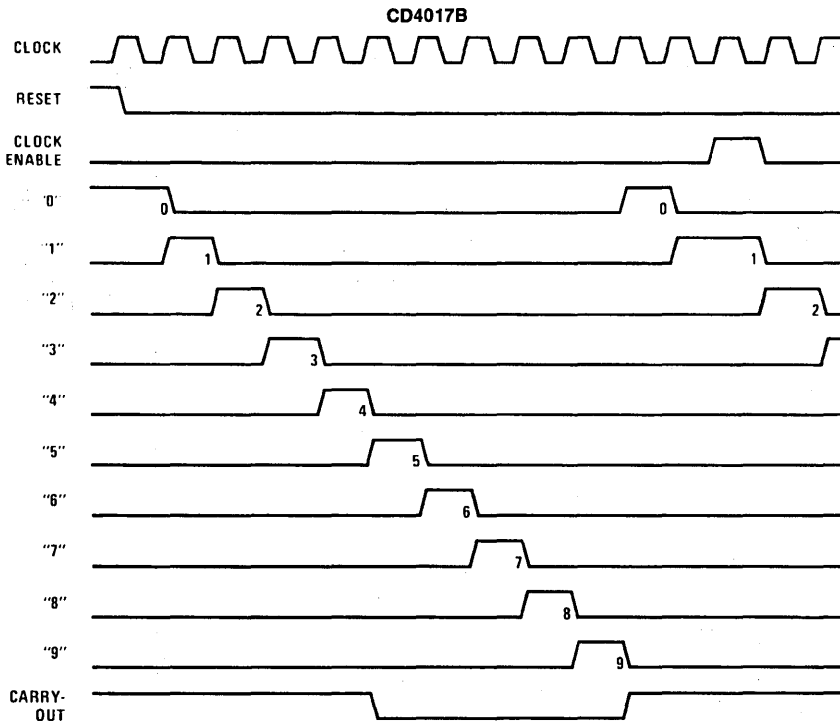 CD4017B
CLOCK
RESET
CLOCK
ENABLE
"0" 0 0
"1" 1 1
"2" 2 2
"3" 3
"4" 4
"5" 5
"6" 6
"7" 7
"8" 8
"9" 9
CARRY-
OUT